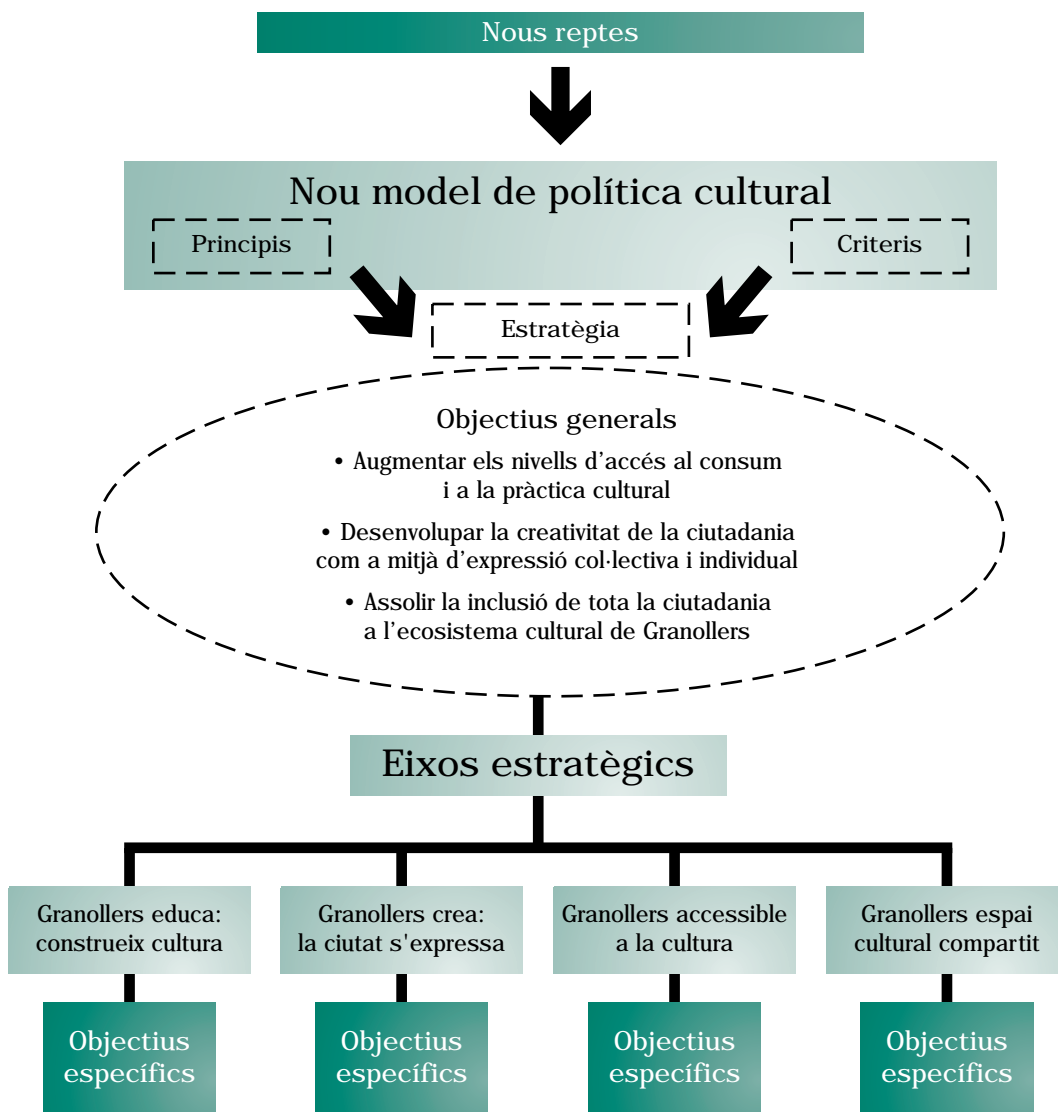 Nous reptes
Nou model de política cultural
Principis
Criteris
Estratègia
Objectius generals
• Augmentar els nivells d’accés al consum
i a la pràctica cultural
• Desenvolupar la creativitat de la ciutadania
com a mitjà d’expressió col·lectiva i individual
• Assolir la inclusió de tota la ciutadania
a l’ecosistema cultural de Granollers
Eixos estratègics
Granollers educa:
construeix cultura
Granollers crea:
la ciutat s'expressa
Granollers accessible
a la cultura
Granollers espai
cultural compartit
Objectius
específics
Objectius
específics
Objectius
específics
Objectius
específics